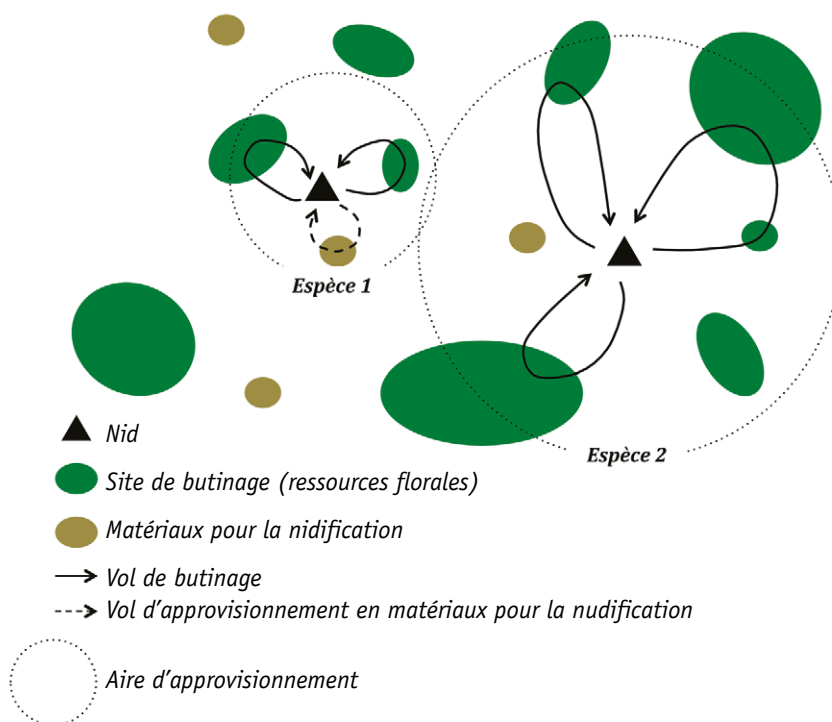 Espèce 1
Espèce 2
Nid
Site de butinage (ressources florales)
Matériaux pour la nidification
Vol de butinage
Vol d'approvisionnement en matériaux pour la nudification
Aire d'approvisionnement